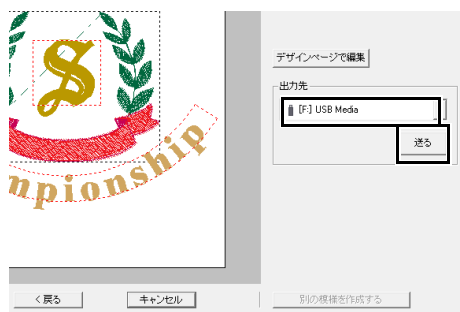 デザインページで編集
出力先
[F:] USB Media
送る
S
mpionship
< 戻る
キャンセル
別の模様を作成する